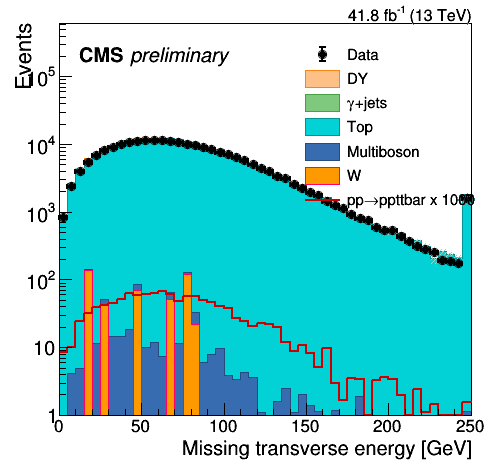 41.8 fb⁻¹ (13 TeV)
Events
CMS preliminary
Data
DY
γ+jets
Top
Multiboson
W
pp→ppttbar x 1000
10⁵
10⁴
10³
10²
10
1
0 50 100 150 200 250
Missing transverse energy [GeV]